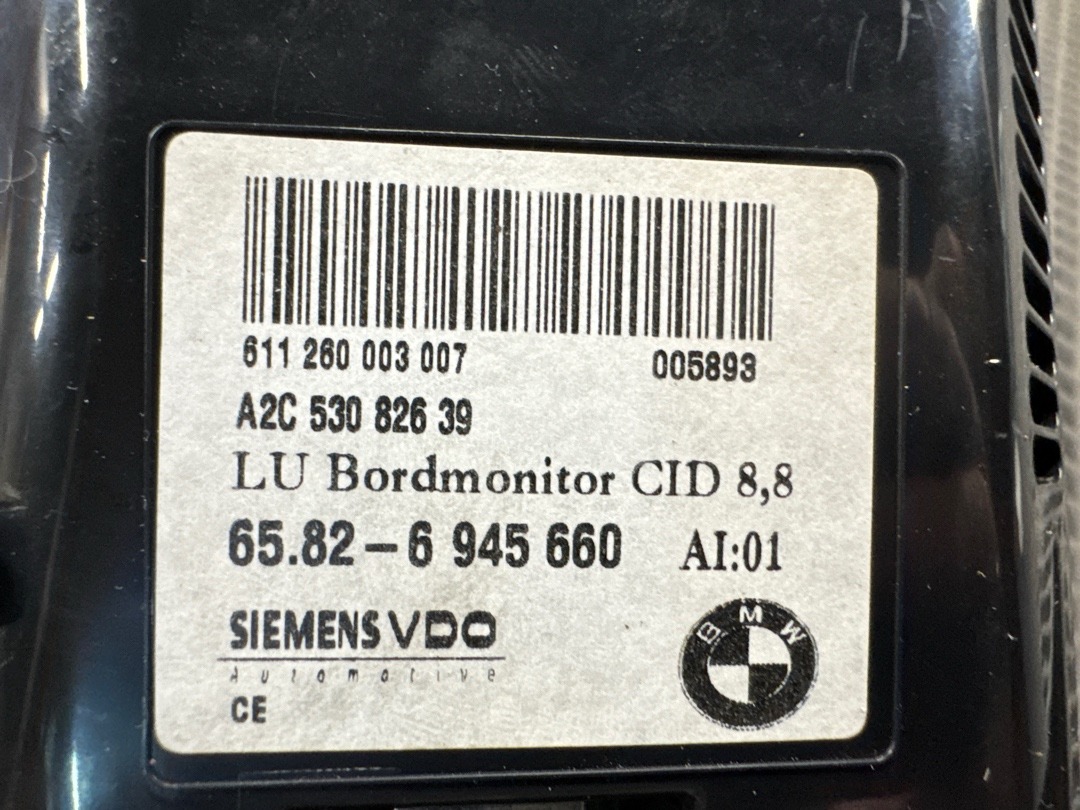 611 260 003 007 005893
A2C 530 826 39
LU Bordmonitor CID 8,8
65.82-6 945 660 AI:01
SIEMENS VDO
Automotive
BMW
CE